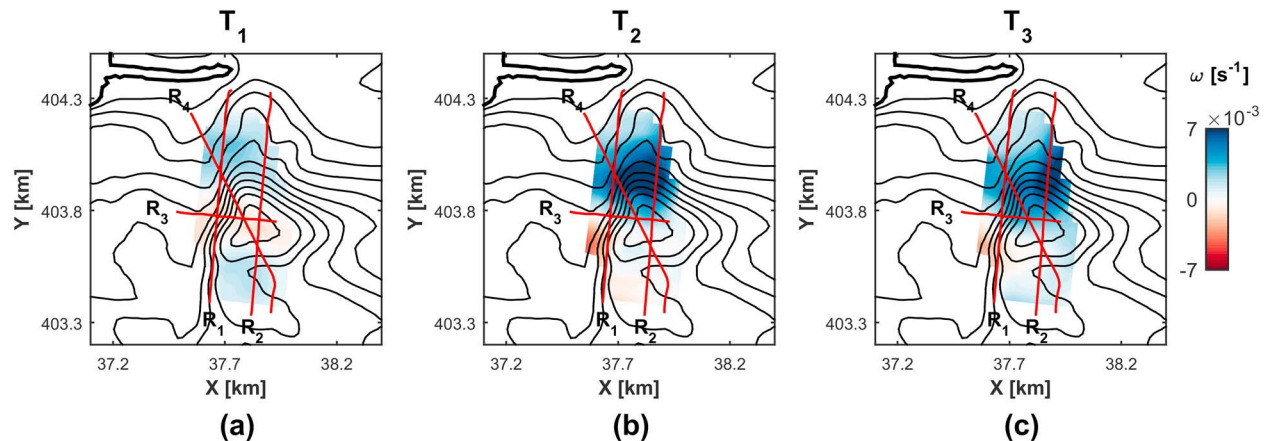 T1 T2 T3
ω [s-1]
R4 R4 R4
404.3 404.3 404.3
7 ×10-3
Y [km] Y [km] Y [km]
R3 R3 R3
403.8 403.8 403.8
0
-7
403.3 R1 R2 403.3 R1 R2 403.3 R1 R2
37.2 37.7 38.2 37.2 37.7 38.2 37.2 37.7 38.2
X [km] X [km] X [km]
(a) (b) (c)